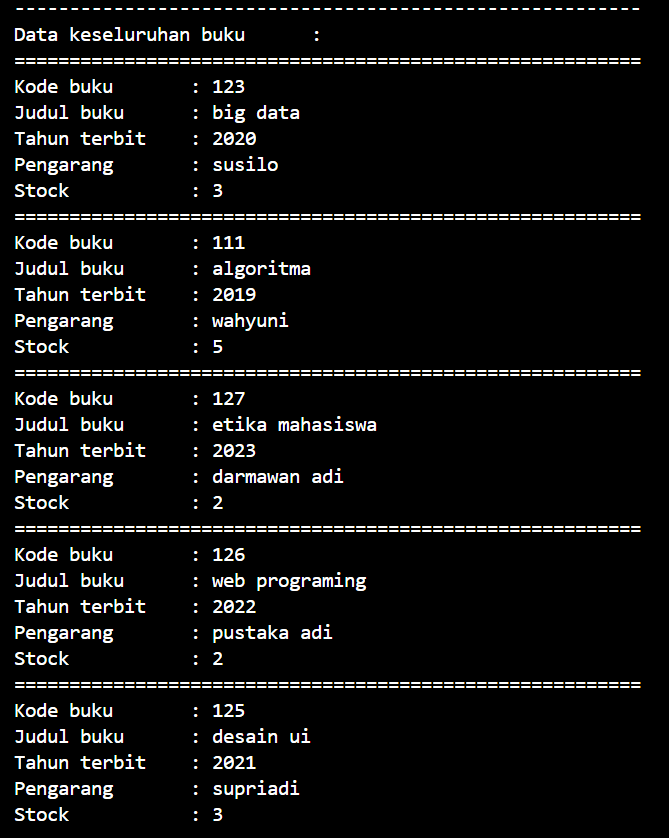 ---------------------------------------------------------
Data keseluruhan buku      :
=========================================================
Kode buku       : 123
Judul buku      : big data
Tahun terbit    : 2020
Pengarang       : susilo
Stock           : 3
=========================================================
Kode buku       : 111
Judul buku      : algoritma
Tahun terbit    : 2019
Pengarang       : wahyuni
Stock           : 5
=========================================================
Kode buku       : 127
Judul buku      : etika mahasiswa
Tahun terbit    : 2023
Pengarang       : darmawan adi
Stock           : 2
=========================================================
Kode buku       : 126
Judul buku      : web programing
Tahun terbit    : 2022
Pengarang       : pustaka adi
Stock           : 2
=========================================================
Kode buku       : 125
Judul buku      : desain ui
Tahun terbit    : 2021
Pengarang       : supriadi
Stock           : 3